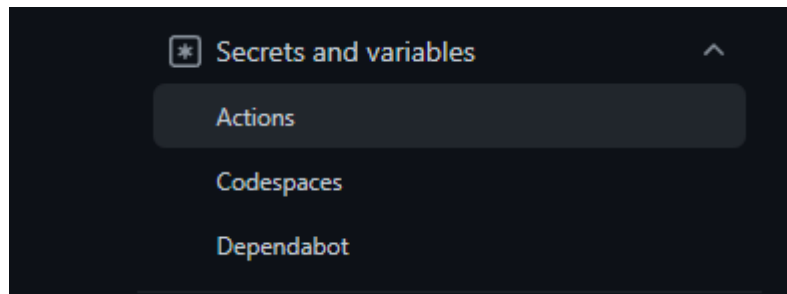 Secrets and variables
Actions
Codespaces
Dependabot